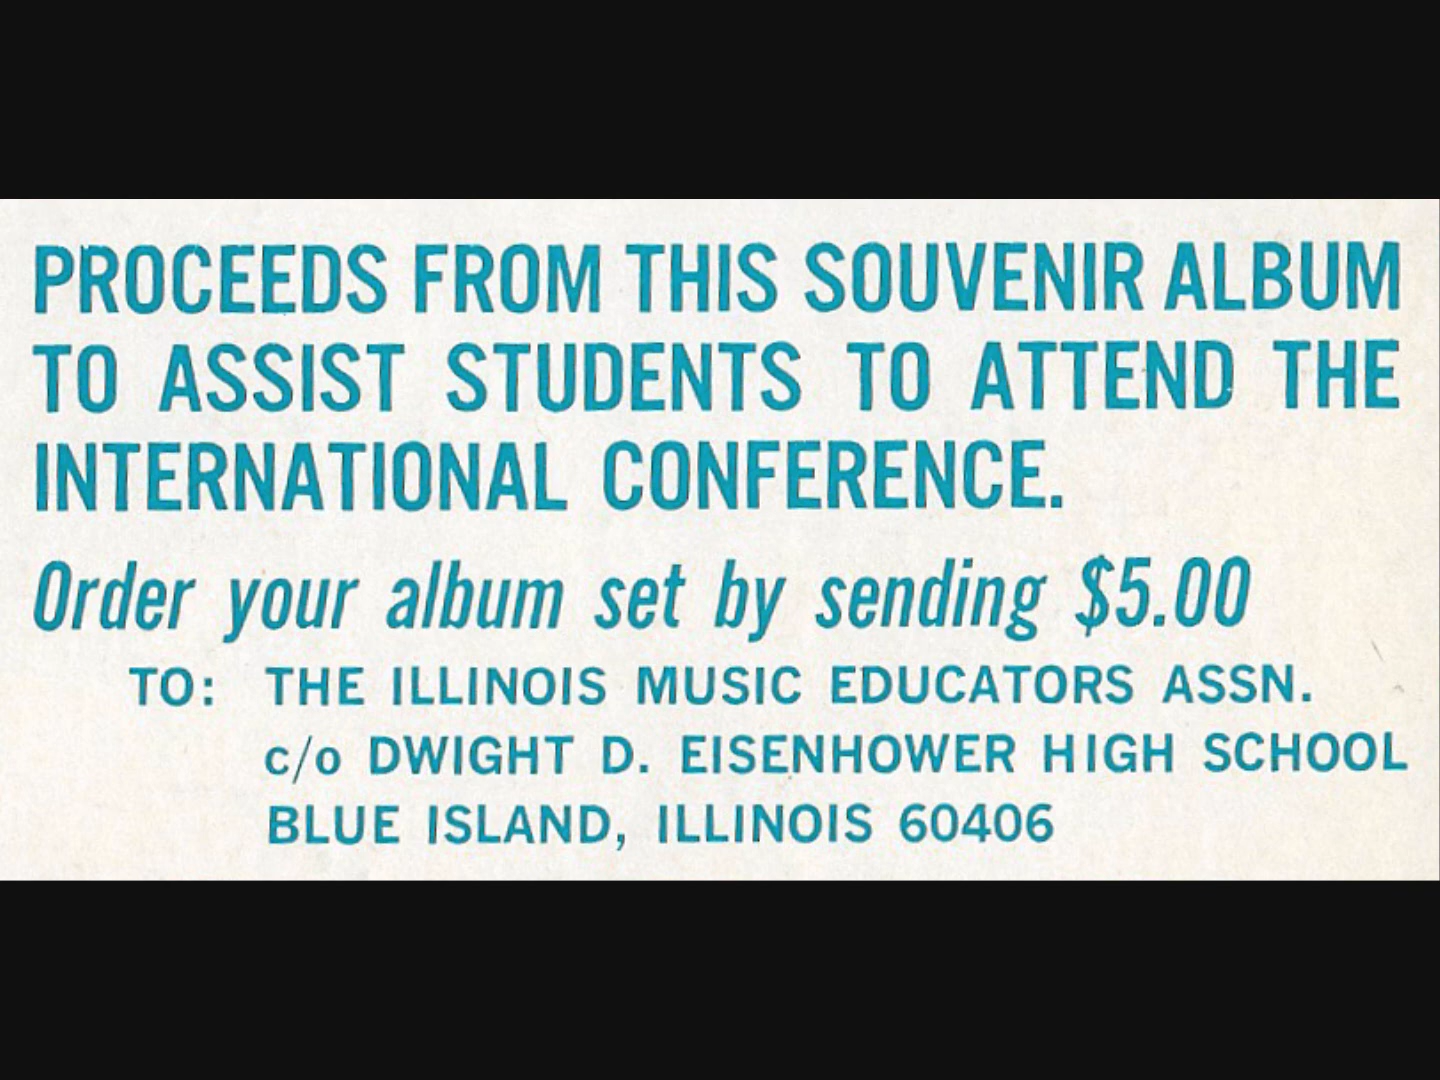 PROCEEDS FROM THIS SOUVENIR ALBUM
TO ASSIST STUDENTS TO ATTEND THE
INTERNATIONAL CONFERENCE.
Order your album set by sending $5.00
TO: THE ILLINOIS MUSIC EDUCATORS ASSN.
c/o DWIGHT D. EISENHOWER HIGH SCHOOL
BLUE ISLAND, ILLINOIS 60406